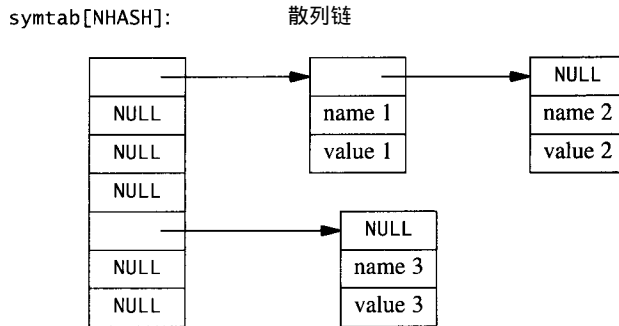 symtab[NHASH]: 散列链
NULL
NULL name 1 name 2
NULL value 1 value 2
NULL
NULL
NULL name 3
NULL value 3